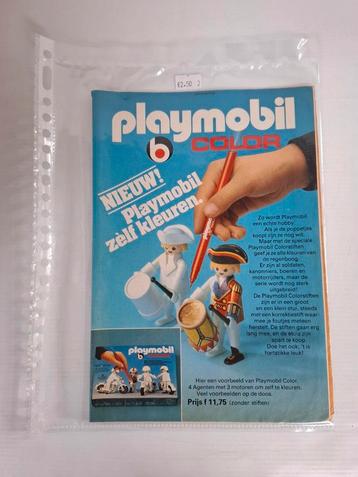 €2.50 2
playmobil
COLOR
NIEUW!
Playmobil
zèlf kleuren.
Zo wordt Playmobil
een echte hobby!
Als je de poppetjes
koopt zijn ze nog wit.
Maar met de speciale
Playmobil Colorstiften
geef je ze alle kleuren van
de regenboog.
Er zijn al soldaten,
kanonniers, boeren en
motorrijders, maar de
serie wordt nog sterk
uitgebreid!
De Playmobil Colorstiften
zijn er in een groot
en een klein etui, steeds
met een korrektiestift waar-
mee je foutjes meteen
herstelt. De stiften gaan erg
lang mee, en de
spart te koop.
Doe het ook, 't is
hartstikke leuk!
playmobil
Hier een voorbeeld van Playmobil Color.
4 Agenten met 3 motoren om zelf te kleuren.
Veel voorbeelden op de doos.
Prijs f 11,75 (zonder stiften)